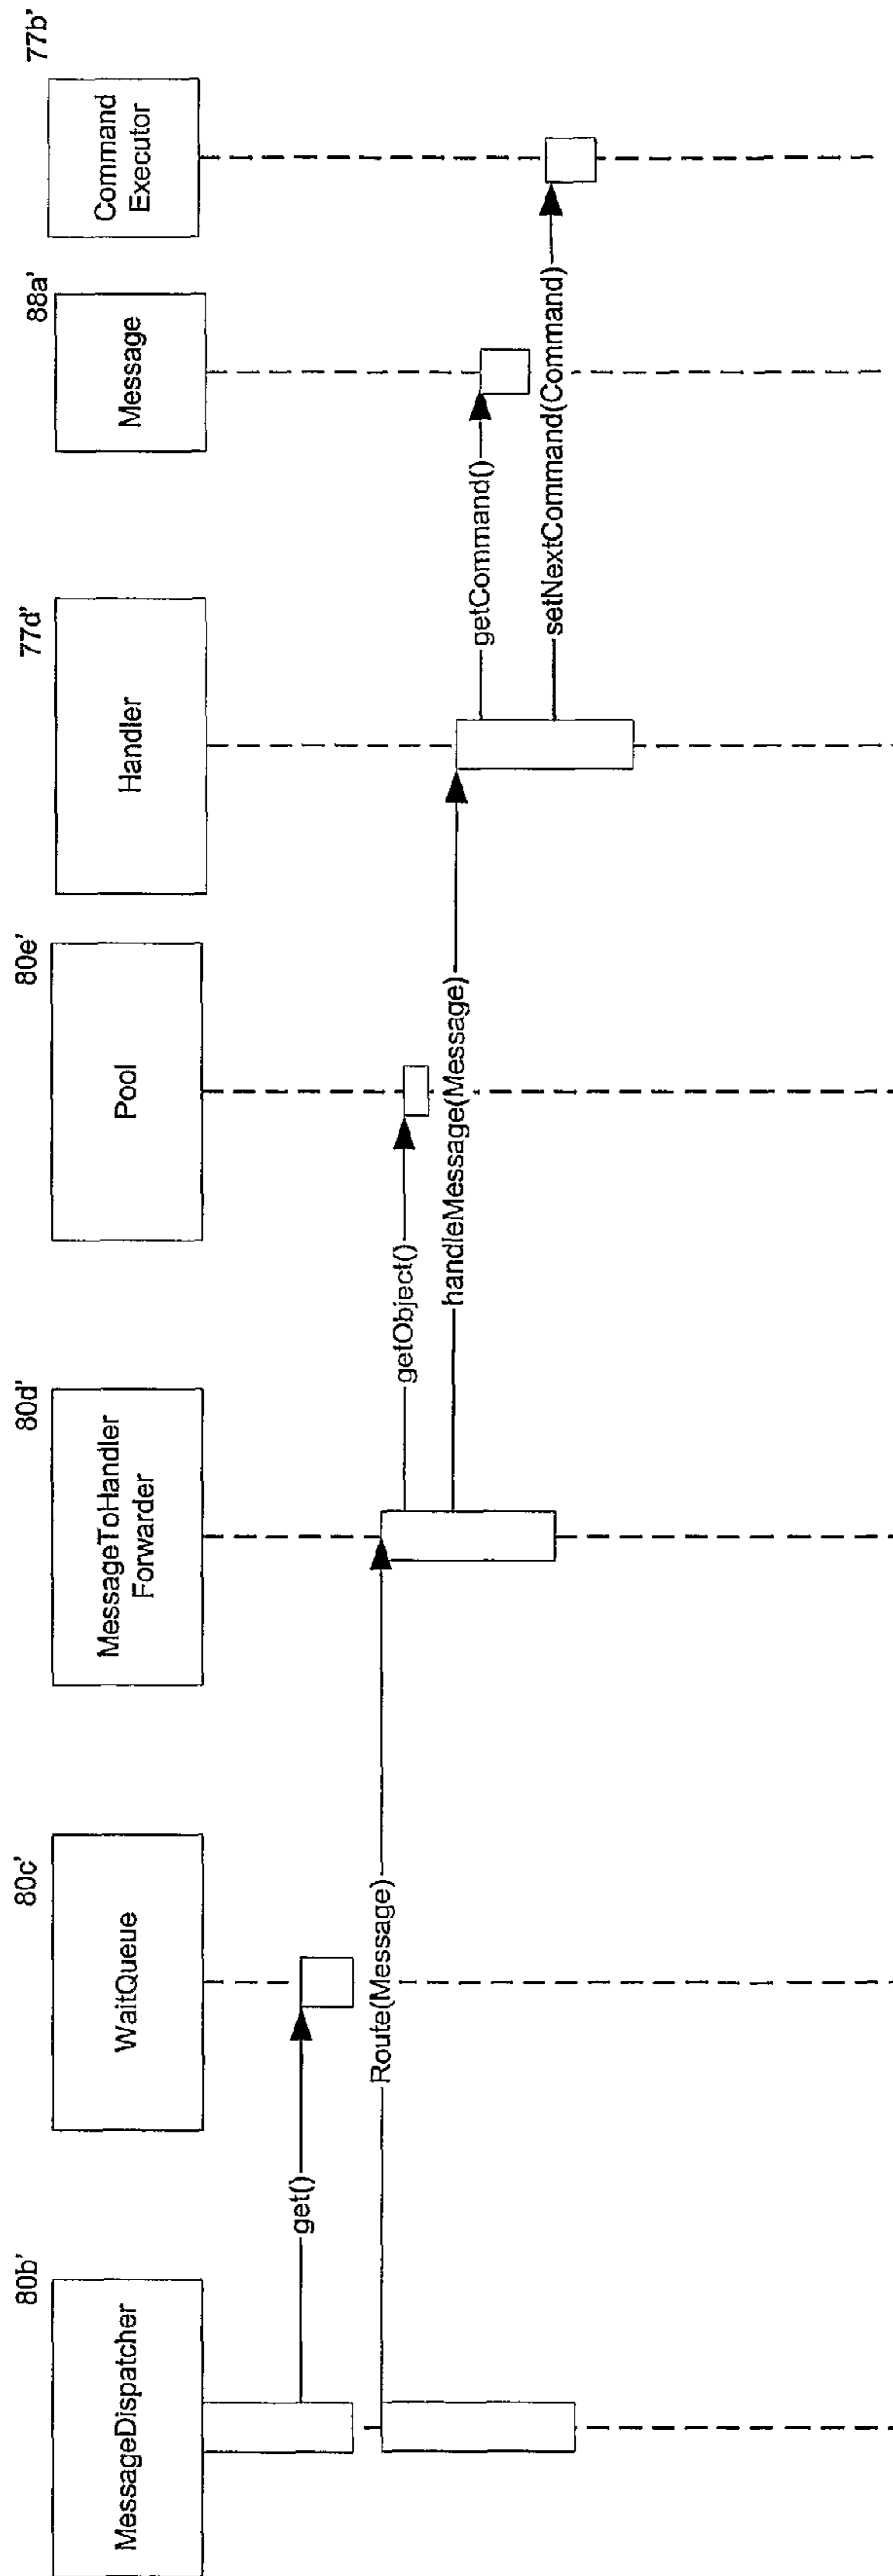 80b'
MessageDispatcher
80c'
WaitQueue
80d'
MessageToHandler
Forwarder
80e'
Pool
77d'
Handler
88a'
Message
77b'
Command
Executor
get()
Route(Message)
getObject()
handleMessage(Message)
getCommand()
setNextCommand(Command)